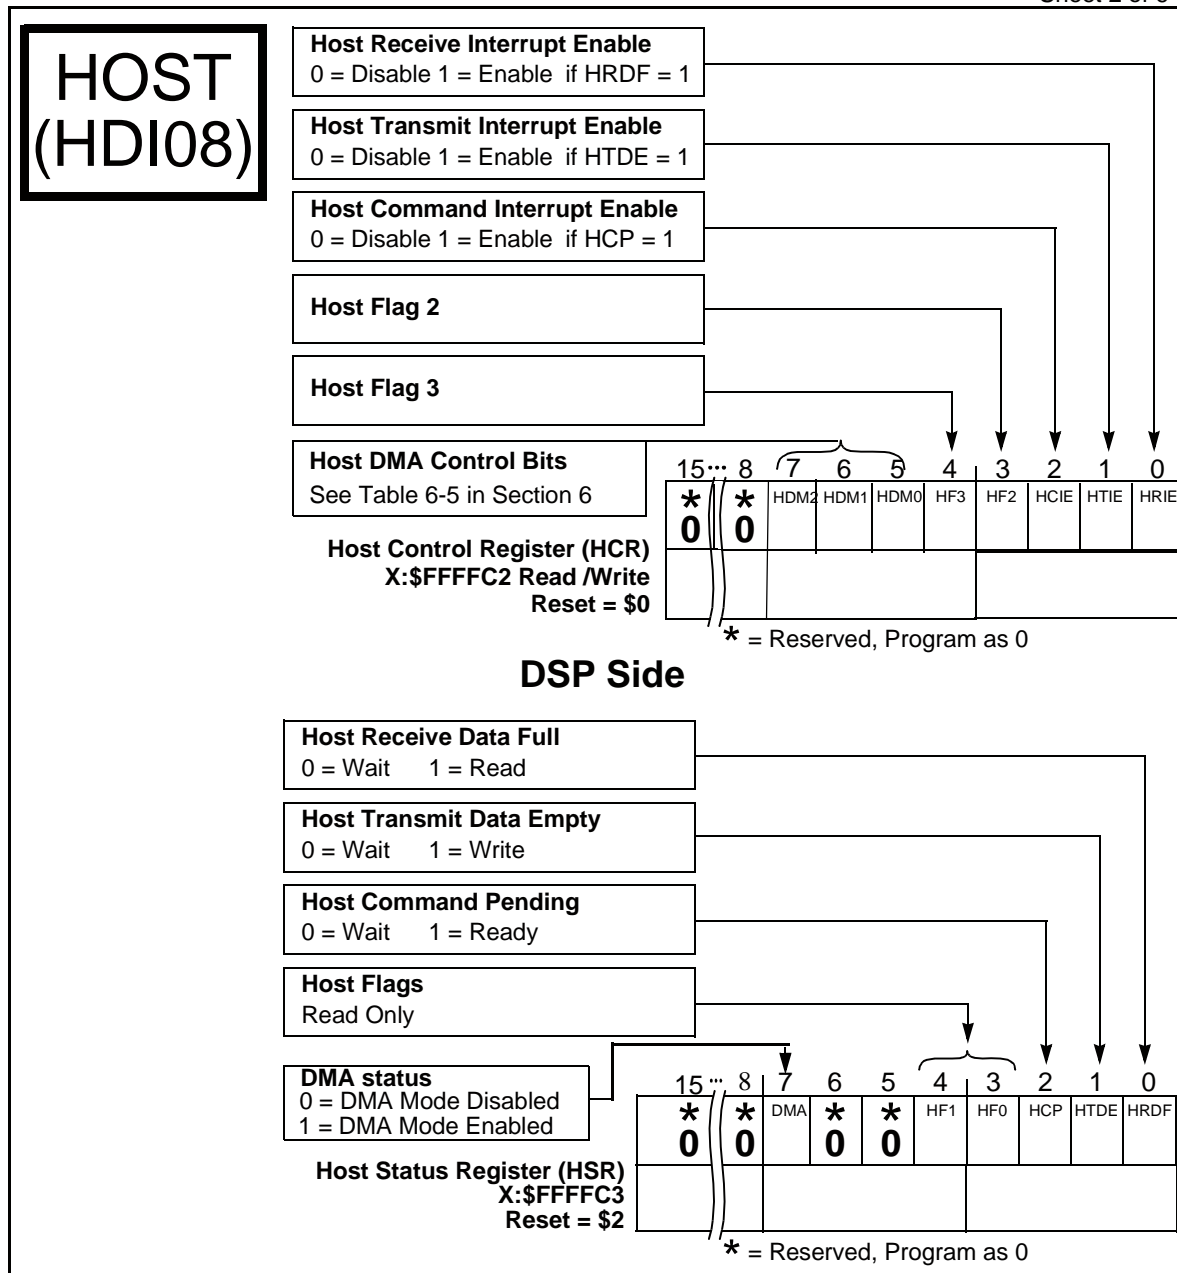 HOST
(HDI08)
Host Receive Interrupt Enable
0 = Disable 1 = Enable if HRDF = 1
Host Transmit Interrupt Enable
0 = Disable 1 = Enable if HTDE = 1
Host Command Interrupt Enable
0 = Disable 1 = Enable if HCP = 1
Host Flag 2
Host Flag 3
Host DMA Control Bits
See Table 6-5 in Section 6
15 ··· 8 7 6 5 4 3 2 1 0
* * HDM2 HDM1 HDM0 HF3 HF2 HCIE HTIE HRIE
0 0
Host Control Register (HCR)
X:$FFFFC2 Read /Write
Reset = $0
* = Reserved, Program as 0
DSP Side
Host Receive Data Full
0 = Wait 1 = Read
Host Transmit Data Empty
0 = Wait 1 = Write
Host Command Pending
0 = Wait 1 = Ready
Host Flags
Read Only
DMA status
0 = DMA Mode Disabled
1 = DMA Mode Enabled
15 ··· 8 7 6 5 4 3 2 1 0
* * DMA * * HF1 HF0 HCP HTDE HRDF
0 0 0 0
Host Status Register (HSR)
X:$FFFFC3
Reset = $2
* = Reserved, Program as 0